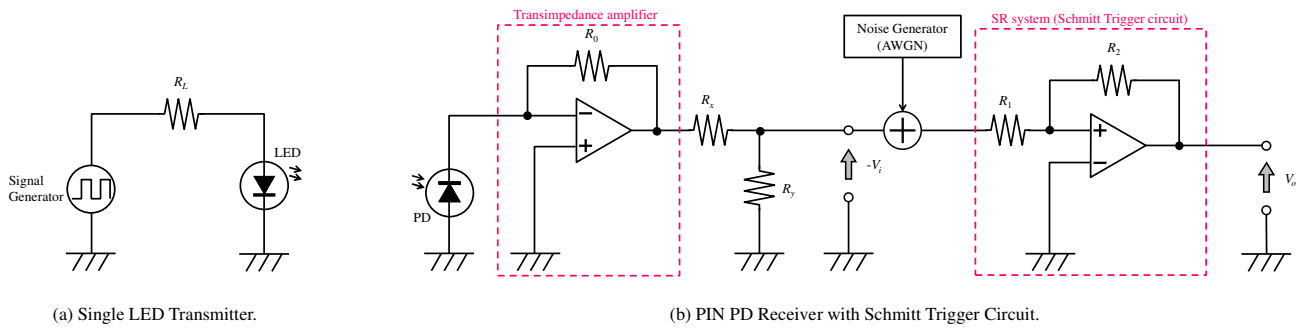 Transimpedance amplifier
SR system (Schmitt Trigger circuit)
Noise Generator
(AWGN)
R_0
R_2
R_L
R_x
R_1
LED
-V_i
Signal
Generator
R_y
V_o
PD
(a) Single LED Transmitter.
(b) PIN PD Receiver with Schmitt Trigger Circuit.